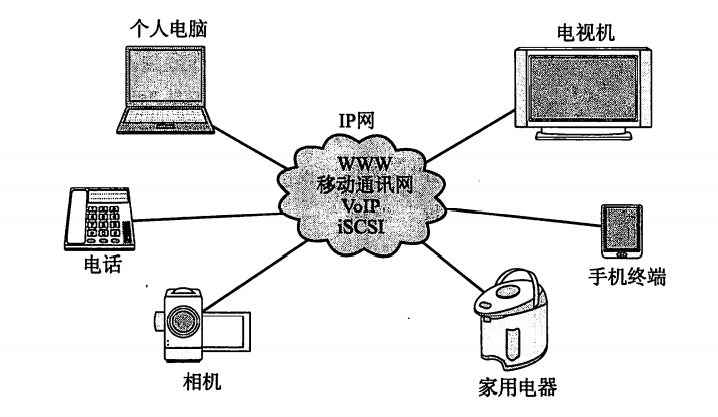 个人电脑
电视机
IP网
WWW
移动通讯网
VoIP
iSCSI
电话
手机终端
相机
家用电器